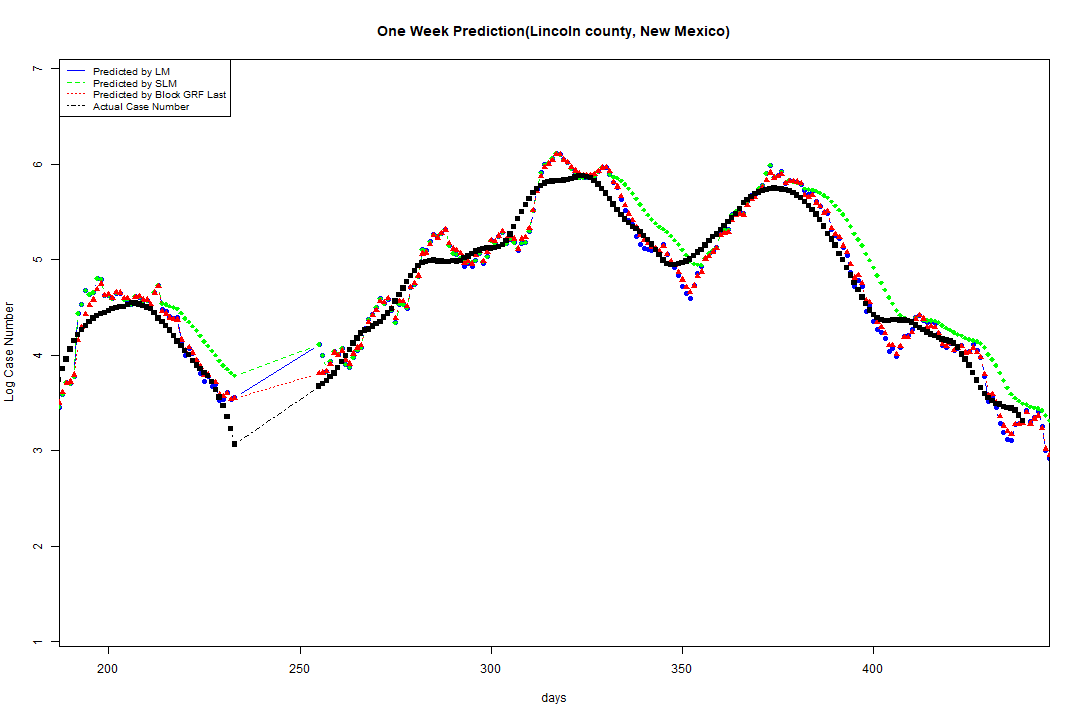 One Week Prediction(Lincoln county, New Mexico)
Predicted by LM
Predicted by SLM
Predicted by Block GRF Last
Actual Case Number
Log Case Number
7
6
5
4
3
2
1
200 250 300 350 400
days